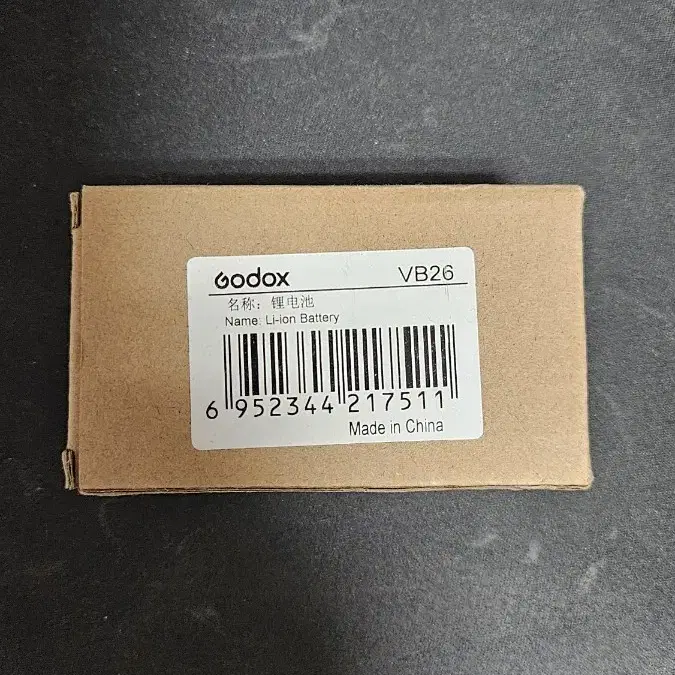 Godox VB26
名称: 锂电池
Name: Li-ion Battery
6 952344 217511
Made in China